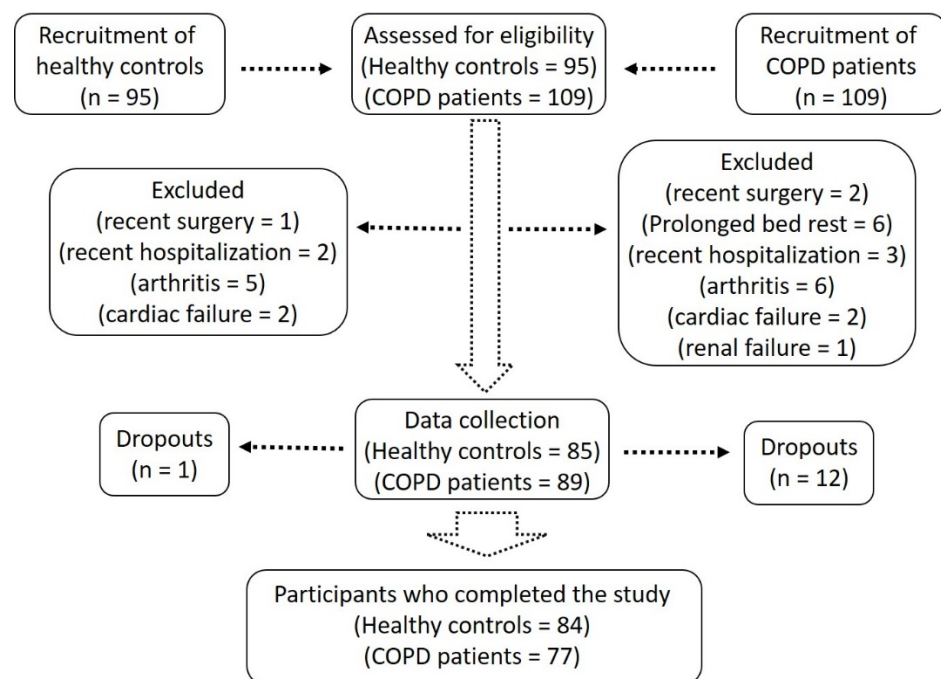 Recruitment of
healthy controls
(n = 95)
Assessed for eligibility
(Healthy controls = 95)
(COPD patients = 109)
Recruitment of
COPD patients
(n = 109)
Excluded
(recent surgery = 1)
(recent hospitalization = 2)
(arthritis = 5)
(cardiac failure = 2)
Excluded
(recent surgery = 2)
(Prolonged bed rest = 6)
(recent hospitalization = 3)
(arthritis = 6)
(cardiac failure = 2)
(renal failure = 1)
Dropouts
(n = 1)
Data collection
(Healthy controls = 85)
(COPD patients = 89)
Dropouts
(n = 12)
Participants who completed the study
(Healthy controls = 84)
(COPD patients = 77)